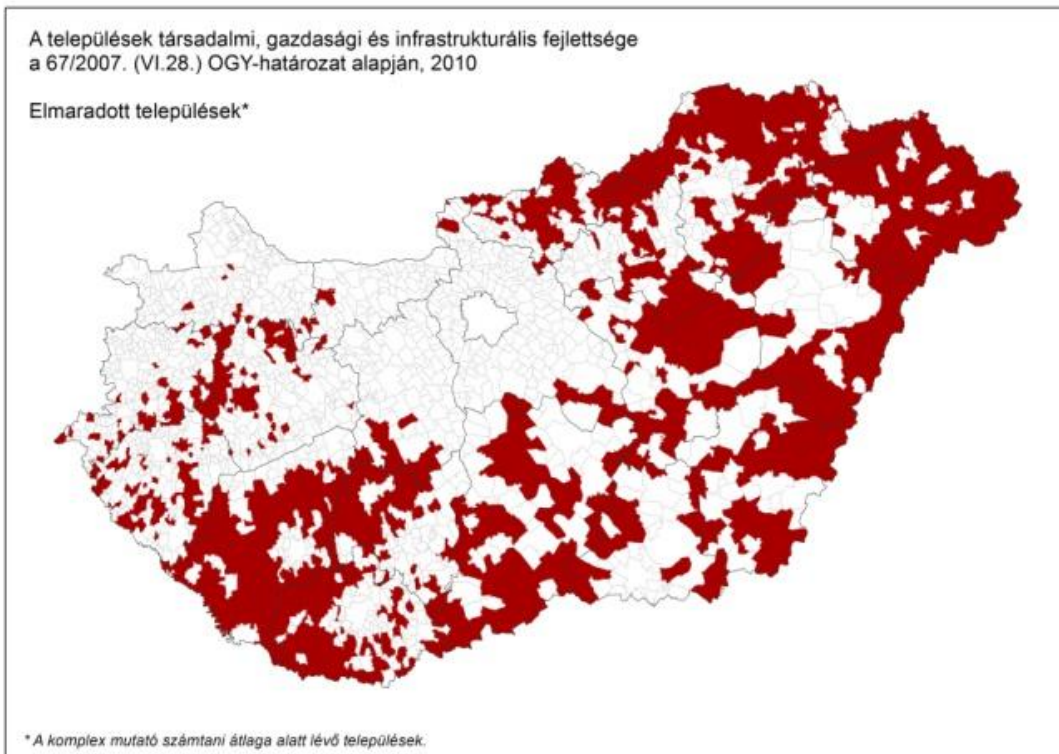 A települések társadalmi, gazdasági és infrastrukturális fejlettsége
a 67/2007. (VI.28.) OGY-határozat alapján, 2010
Elmaradott települések*
* A komplex mutató számtani átlaga alatt lévő települések.